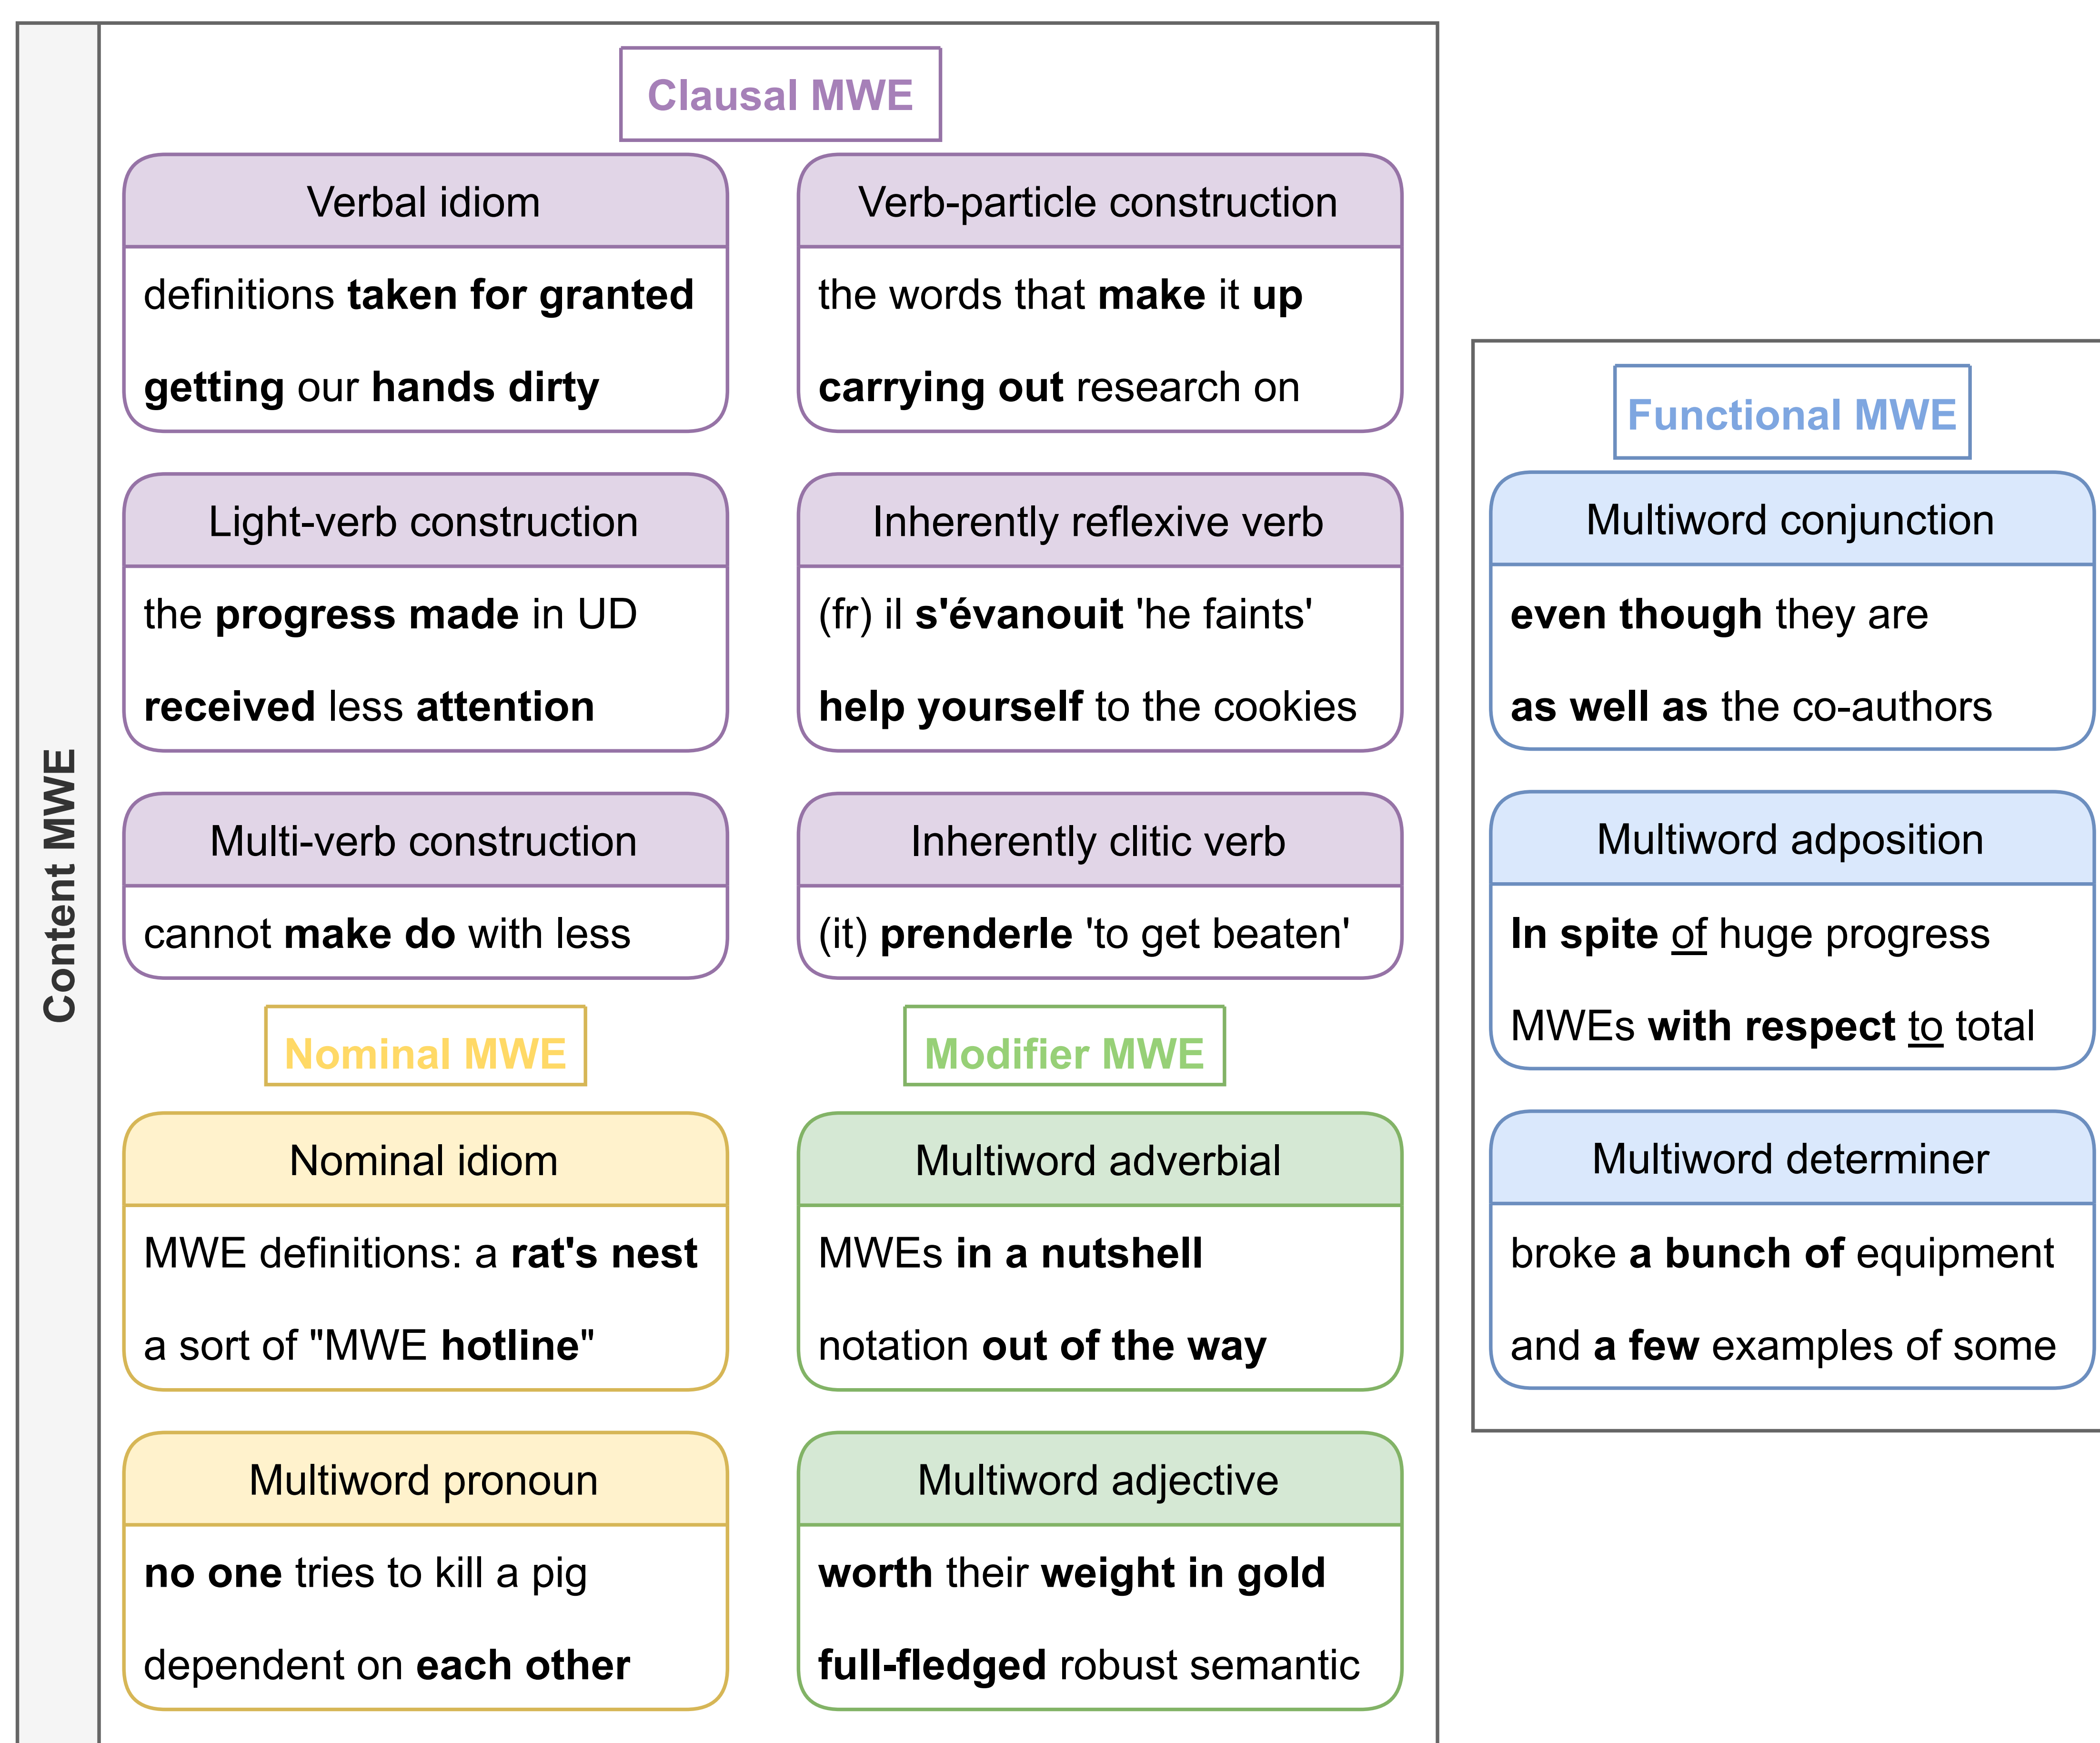 Content MWE
Clausal MWE
Verbal idiom
definitions taken for granted
getting our hands dirty
Verb-particle construction
the words that make it up
carrying out research on
Light-verb construction
the progress made in UD
received less attention
Inherently reflexive verb
(fr) il s'évanouit 'he faints'
help yourself to the cookies
Multi-verb construction
cannot make do with less
Inherently clitic verb
(it) prenderle 'to get beaten'
Nominal MWE
Nominal idiom
MWE definitions: a rat's nest
a sort of "MWE hotline"
Multiword pronoun
no one tries to kill a pig
dependent on each other
Modifier MWE
Multiword adverbial
MWEs in a nutshell
notation out of the way
Multiword adjective
worth their weight in gold
full-fledged robust semantic
Functional MWE
Multiword conjunction
even though they are
as well as the co-authors
Multiword adposition
In spite of huge progress
MWEs with respect to total
Multiword determiner
broke a bunch of equipment
and a few examples of some